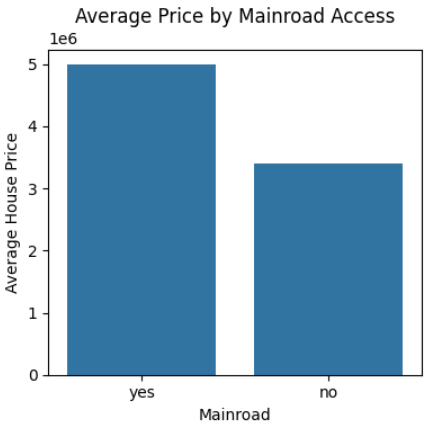 Average Price by Mainroad Access
1e6
5
4
3
2
1
0
Average House Price
yes
no
Mainroad